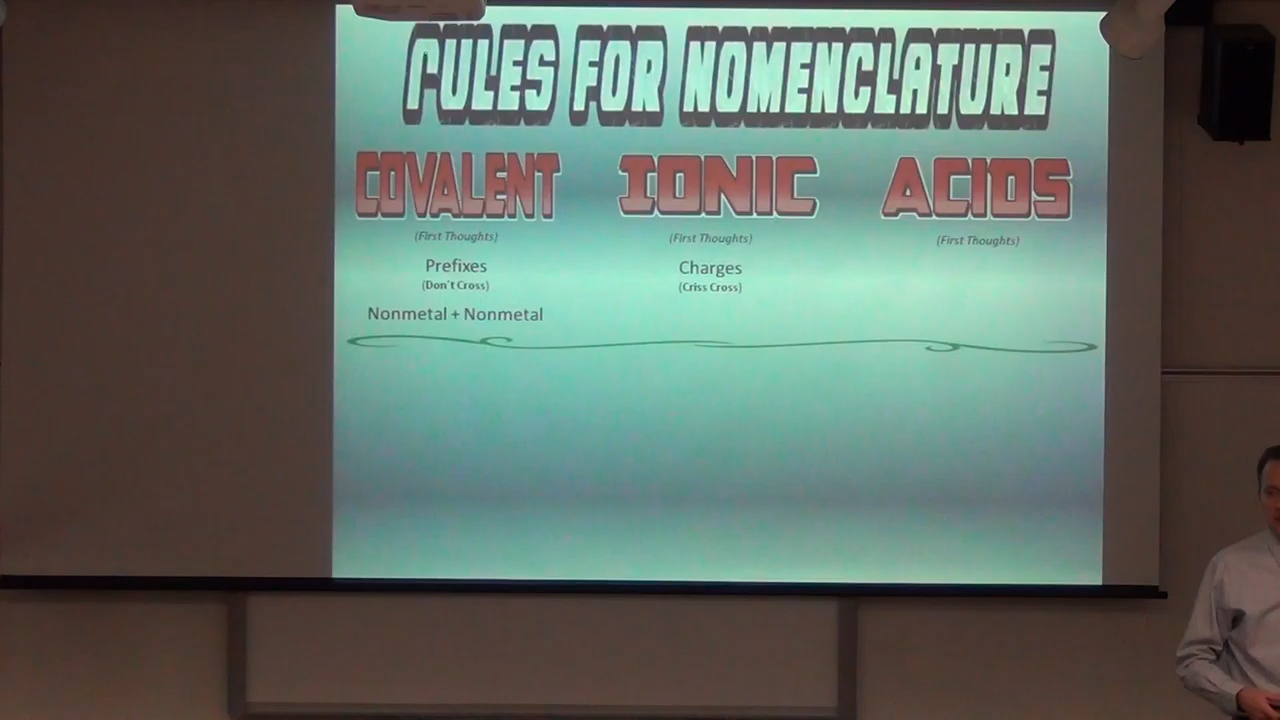 RULES FOR NOMENCLATURE
COVALENT IONIC ACIDS
(First Thoughts) (First Thoughts) (First Thoughts)
Prefixes Charges
(Don't Cross) (Criss Cross)
Nonmetal + Nonmetal